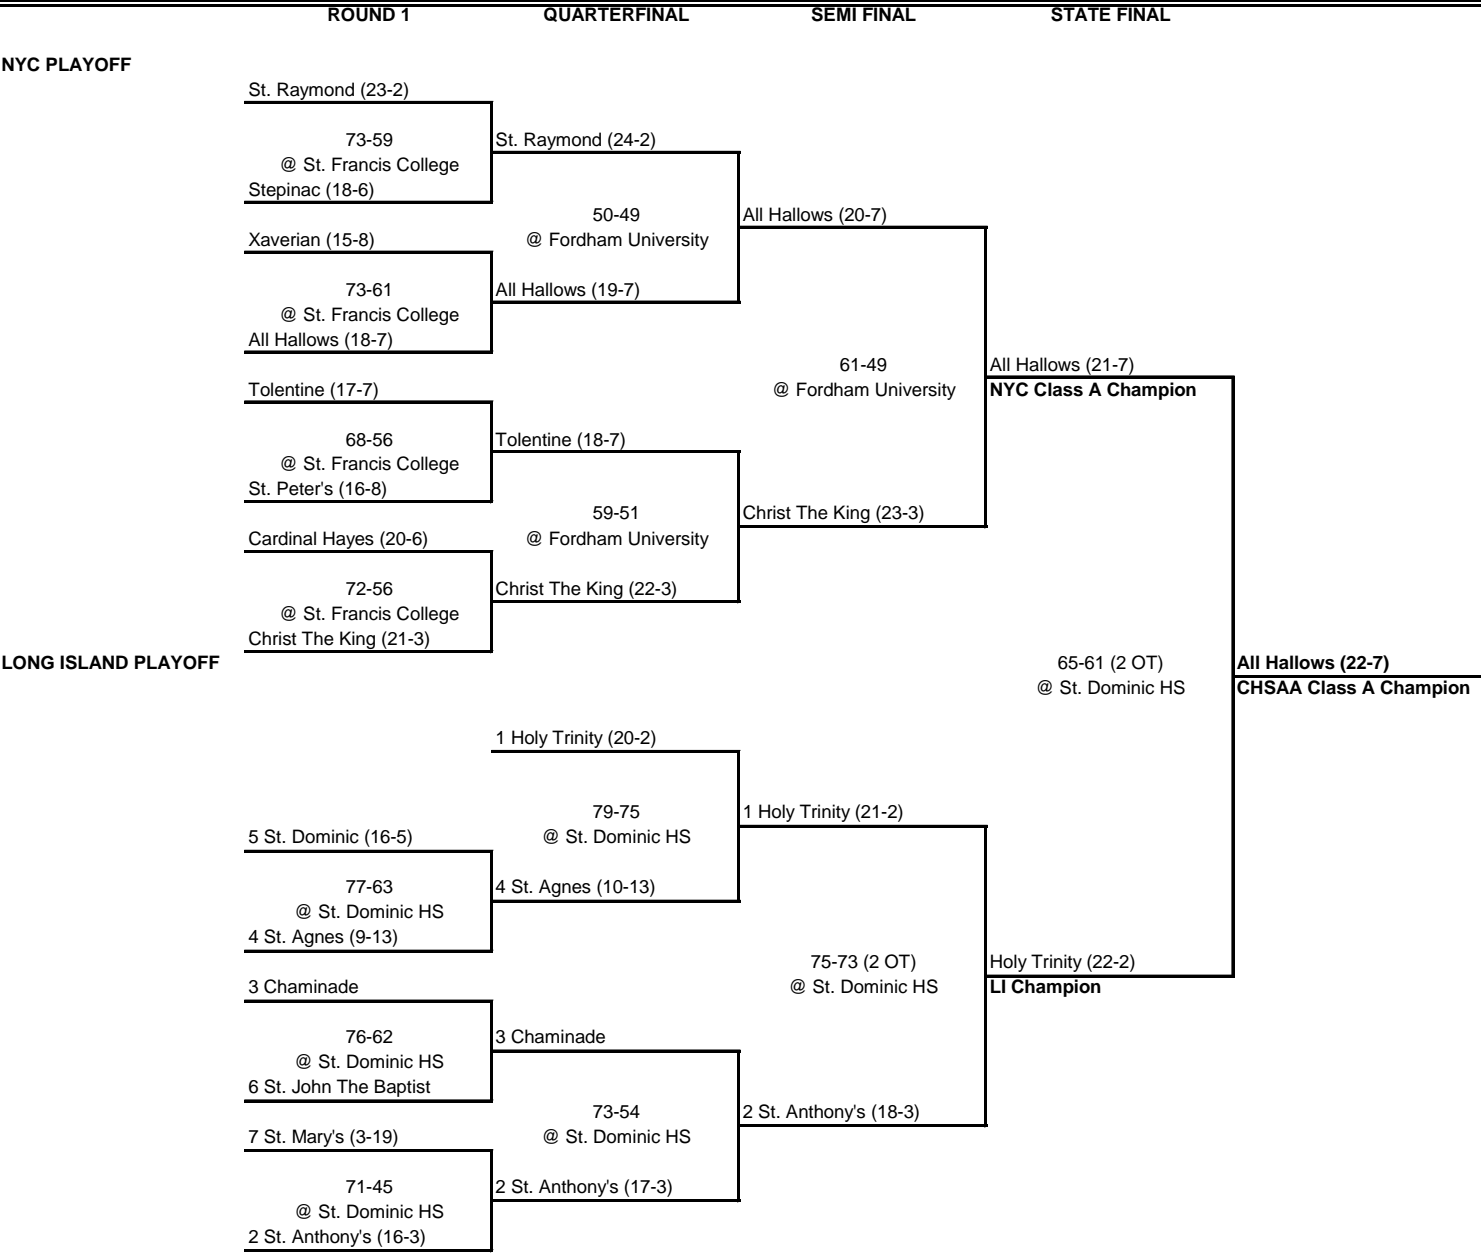 ROUND 1 QUARTERFINAL SEMI FINAL STATE FINAL
NYC PLAYOFF
St. Raymond (23-2)
73-59 St. Raymond (24-2)
@ St. Francis College
Stepinac (18-6)
50-49 All Hallows (20-7)
Xaverian (15-8) @ Fordham University
73-61 All Hallows (19-7)
@ St. Francis College
All Hallows (18-7)
61-49 All Hallows (21-7)
Tolentine (17-7) @ Fordham University NYC Class A Champion
68-56 Tolentine (18-7)
@ St. Francis College
St. Peter's (16-8)
59-51 Christ The King (23-3)
Cardinal Hayes (20-6) @ Fordham University
72-56 Christ The King (22-3)
@ St. Francis College
Christ The King (21-3)
LONG ISLAND PLAYOFF 65-61 (2 OT) All Hallows (22-7)
@ St. Dominic HS CHSAA Class A Champion
1 Holy Trinity (20-2)
79-75 1 Holy Trinity (21-2)
5 St. Dominic (16-5) @ St. Dominic HS
77-63 4 St. Agnes (10-13)
@ St. Dominic HS
4 St. Agnes (9-13)
75-73 (2 OT) Holy Trinity (22-2)
3 Chaminade @ St. Dominic HS LI Champion
76-62 3 Chaminade
@ St. Dominic HS
6 St. John The Baptist
73-54 2 St. Anthony's (18-3)
7 St. Mary's (3-19) @ St. Dominic HS
71-45 2 St. Anthony's (17-3)
@ St. Dominic HS
2 St. Anthony's (16-3)